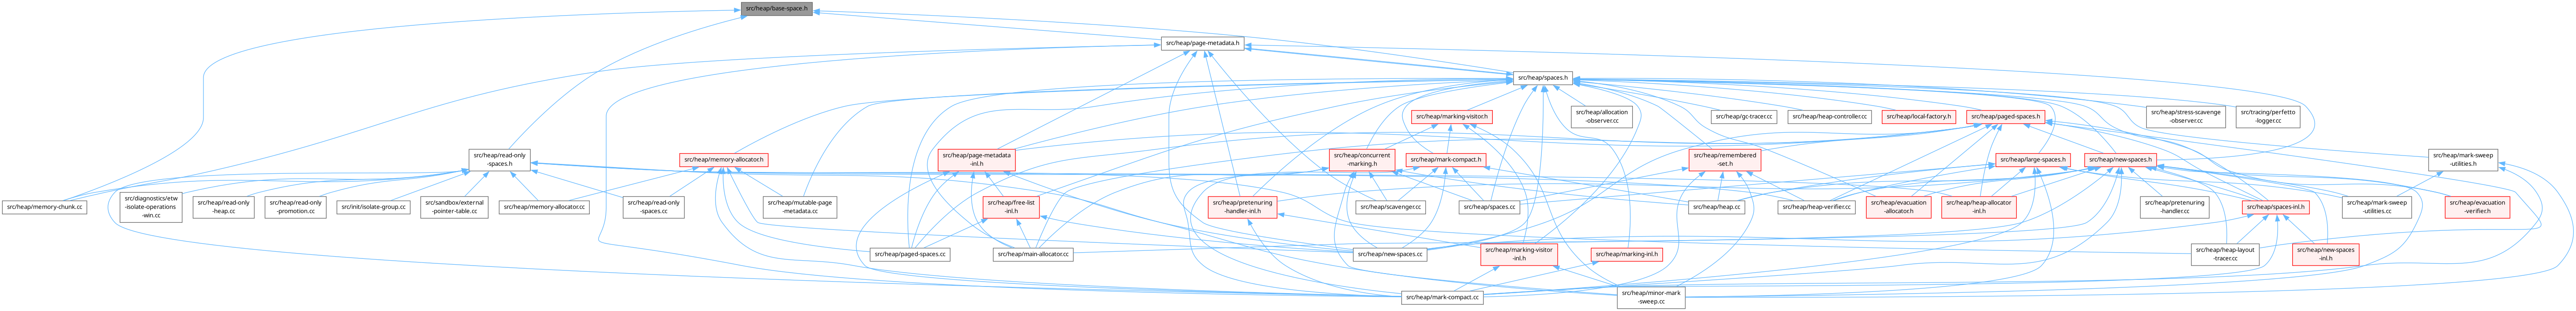 src/heap/base-space.h
src/heap/page-metadata.h
src/heap/spaces.h
src/heap/marking-visitor.h
src/heap/allocation
-observer.cc
src/heap/gc-tracer.cc
src/heap/heap-controller.cc
src/heap/local-factory.h
src/heap/paged-spaces.h
src/heap/stress-scavenge
-observer.cc
src/tracing/perfetto
-logger.cc
src/heap/read-only
-spaces.h
src/heap/memory-allocator.h
src/heap/page-metadata
-inl.h
src/heap/concurrent
-marking.h
src/heap/mark-compact.h
src/heap/remembered
-set.h
src/heap/large-spaces.h
src/heap/new-spaces.h
src/heap/mark-sweep
-utilities.h
src/heap/memory-chunk.cc
src/diagnostics/etw
-isolate-operations
-win.cc
src/heap/read-only
-heap.cc
src/heap/read-only
-promotion.cc
src/init/isolate-group.cc
src/sandbox/external
-pointer-table.cc
src/heap/memory-allocator.cc
src/heap/read-only
-spaces.cc
src/heap/mutable-page
-metadata.cc
src/heap/free-list
-inl.h
src/heap/pretenuring
-handler-inl.h
src/heap/scavenger.cc
src/heap/spaces.cc
src/heap/evacuation
-allocator.h
src/heap/heap.cc
src/heap/heap-verifier.cc
src/heap/heap-allocator
-inl.h
src/heap/pretenuring
-handler.cc
src/heap/spaces-inl.h
src/heap/mark-sweep
-utilities.cc
src/heap/evacuation
-verifier.h
src/heap/paged-spaces.cc
src/heap/main-allocator.cc
src/heap/new-spaces.cc
src/heap/marking-visitor
-inl.h
src/heap/marking-inl.h
src/heap/heap-layout
-tracer.cc
src/heap/new-spaces
-inl.h
src/heap/mark-compact.cc
src/heap/minor-mark
-sweep.cc